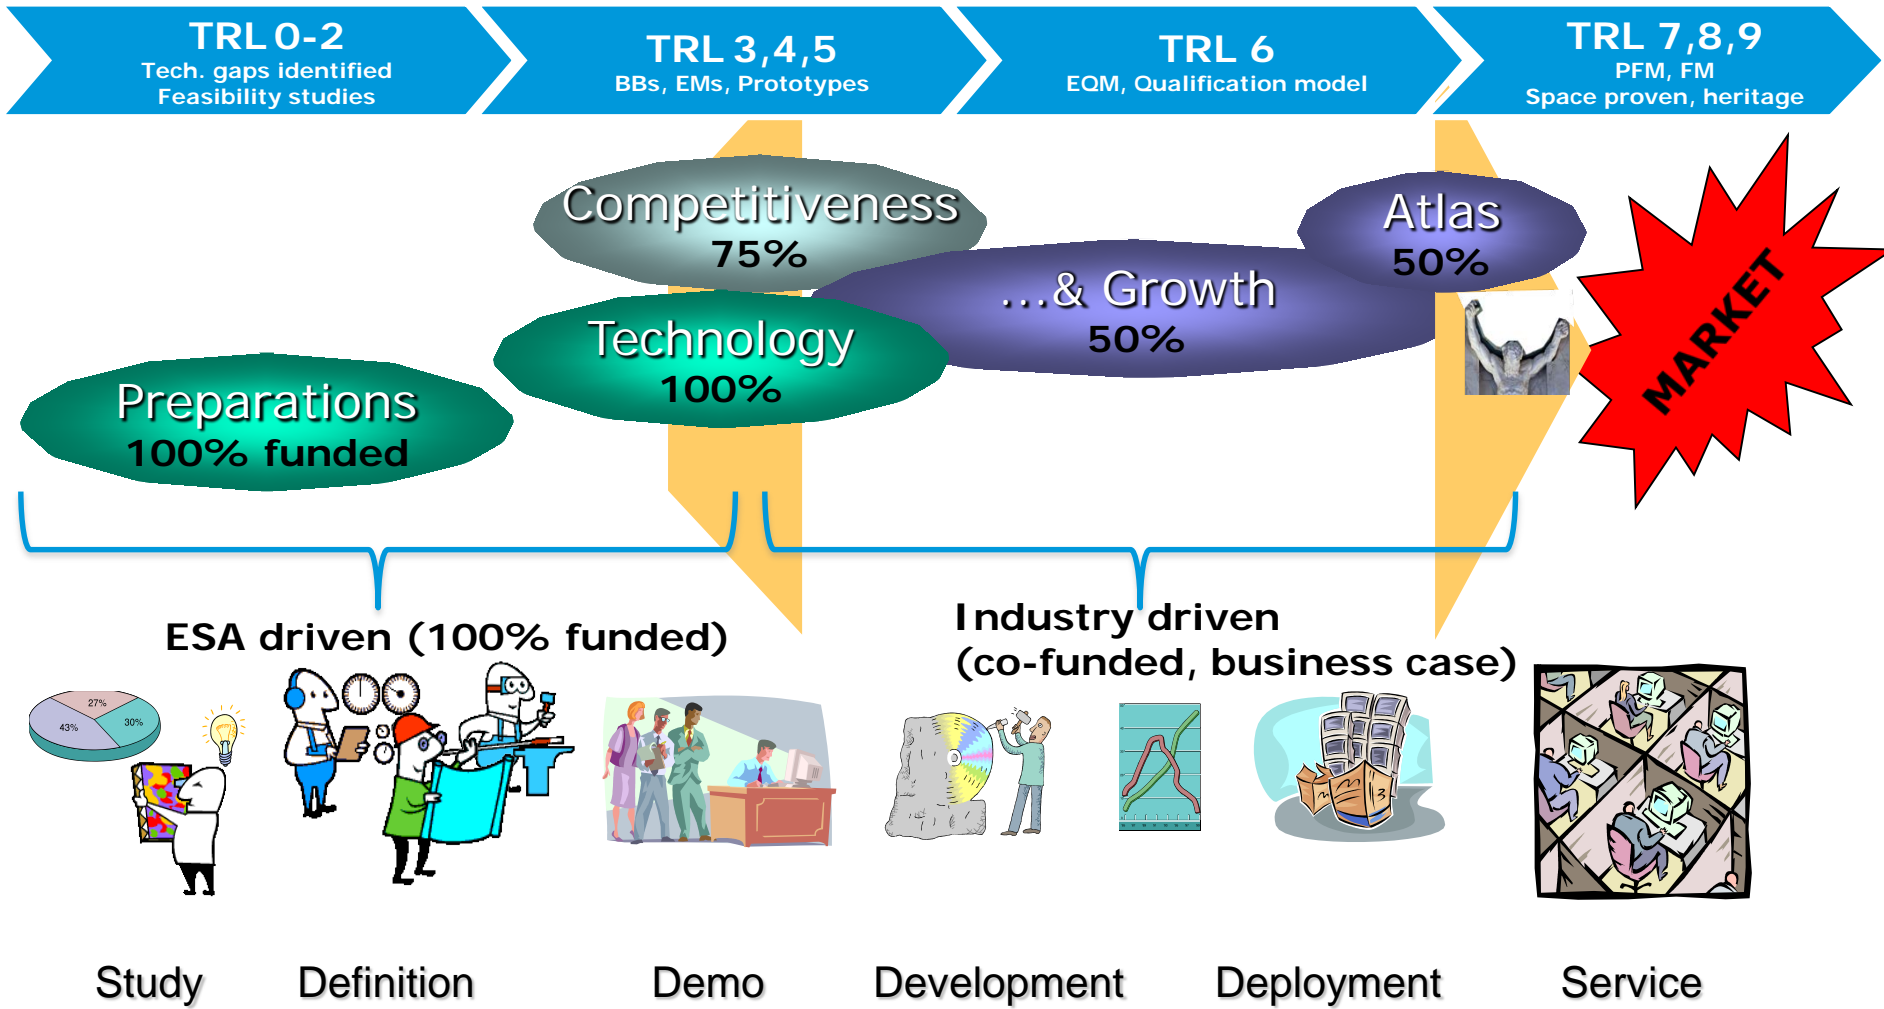 TRL 0-2
Tech. gaps identified
Feasibility studies
TRL 3,4,5
BBs, EMs, Prototypes
TRL 6
EQM, Qualification model
TRL 7,8,9
PFM, FM
Space proven, heritage
Competitiveness
75%
Atlas
50%
...& Growth
50%
Technology
100%
Preparations
100% funded
MARKET
ESA driven (100% funded)
Industry driven
(co-funded, business case)
27%
30%
43%
3
Study
Definition
Demo
Development
Deployment
Service